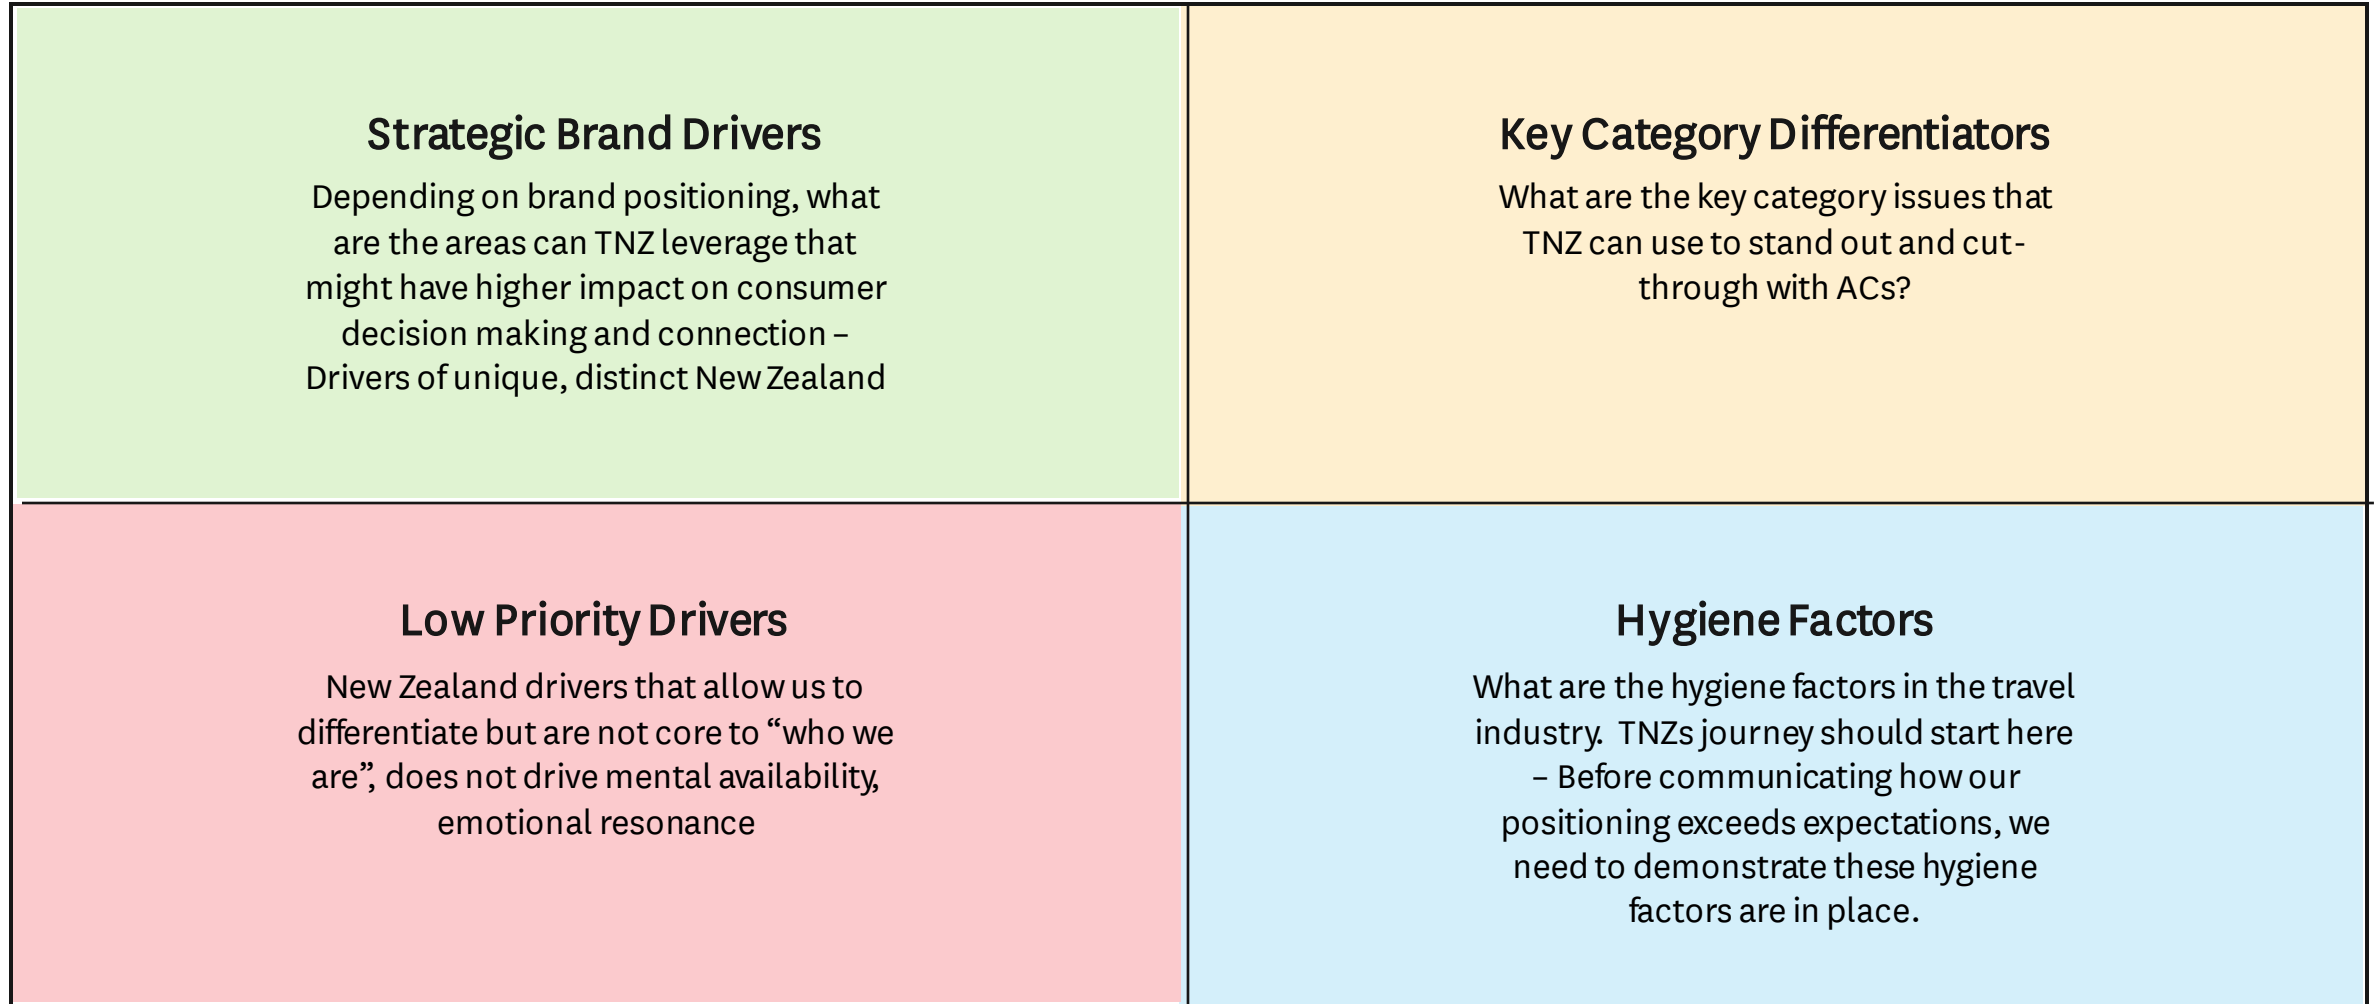 Strategic Brand Drivers
Depending on brand positioning, what
are the areas can TNZ leverage that
might have higher impact on consumer
decision making and connection –
Drivers of unique, distinct New Zealand
Key Category Differentiators
What are the key category issues that
TNZ can use to stand out and cut-
through with ACs?
Low Priority Drivers
New Zealand drivers that allow us to
differentiate but are not core to “who we
are”, does not drive mental availability,
emotional resonance
Hygiene Factors
What are the hygiene factors in the travel
industry.  TNZs journey should start here
– Before communicating how our
positioning exceeds expectations, we
need to demonstrate these hygiene
factors are in place.